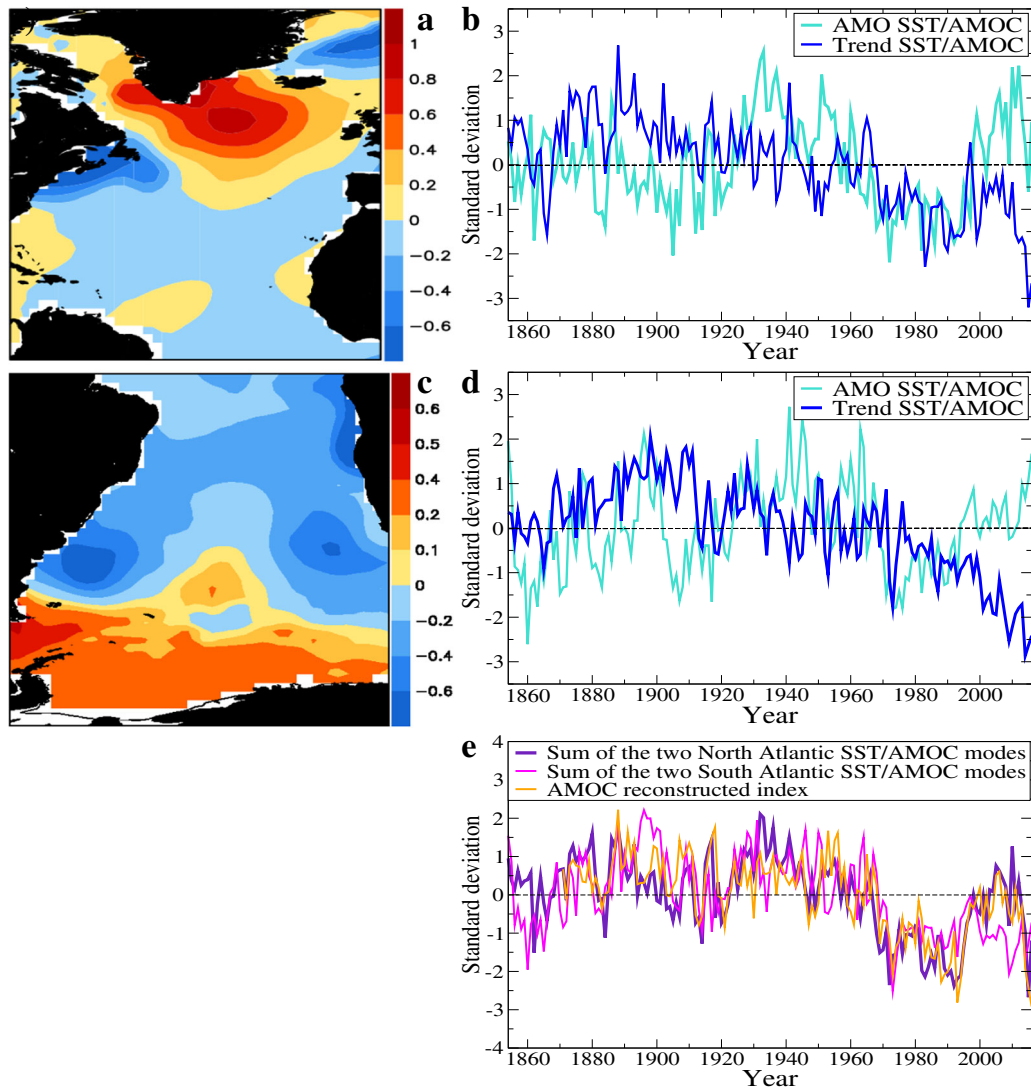 a
1
0.8
0.6
0.4
0.2
0
−0.4
−0.6
b
AMO SST/AMOC
Trend SST/AMOC
Standard deviation
3
2
1
0
-1
-2
-3
1860 1880 1900 1920 1940 1960 1980 2000
Year
c
0.6
0.5
0.4
0.2
0.1
0
−0.2
−0.4
−0.6
d
AMO SST/AMOC
Trend SST/AMOC
Standard deviation
3
2
1
0
-1
-2
-3
1860 1880 1900 1920 1940 1960 1980 2000
Year
e
Sum of the two North Atlantic SST/AMOC modes
Sum of the two South Atlantic SST/AMOC modes
AMOC reconstructed index
Standard deviation
4
3
2
1
0
-1
-2
-3
-4
1860 1880 1900 1920 1940 1960 1980 2000
Year